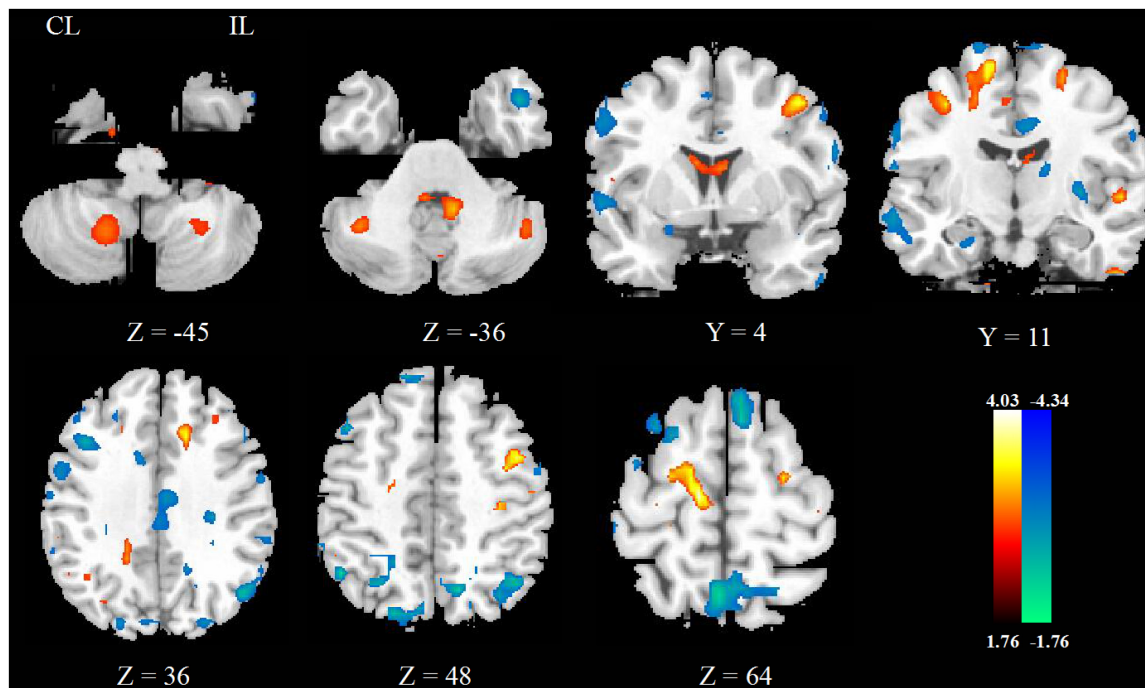 CL IL
Z = -45 Z = -36 Y = 4 Y = 11
4.03 -4.34
1.76 -1.76
Z = 36 Z = 48 Z = 64